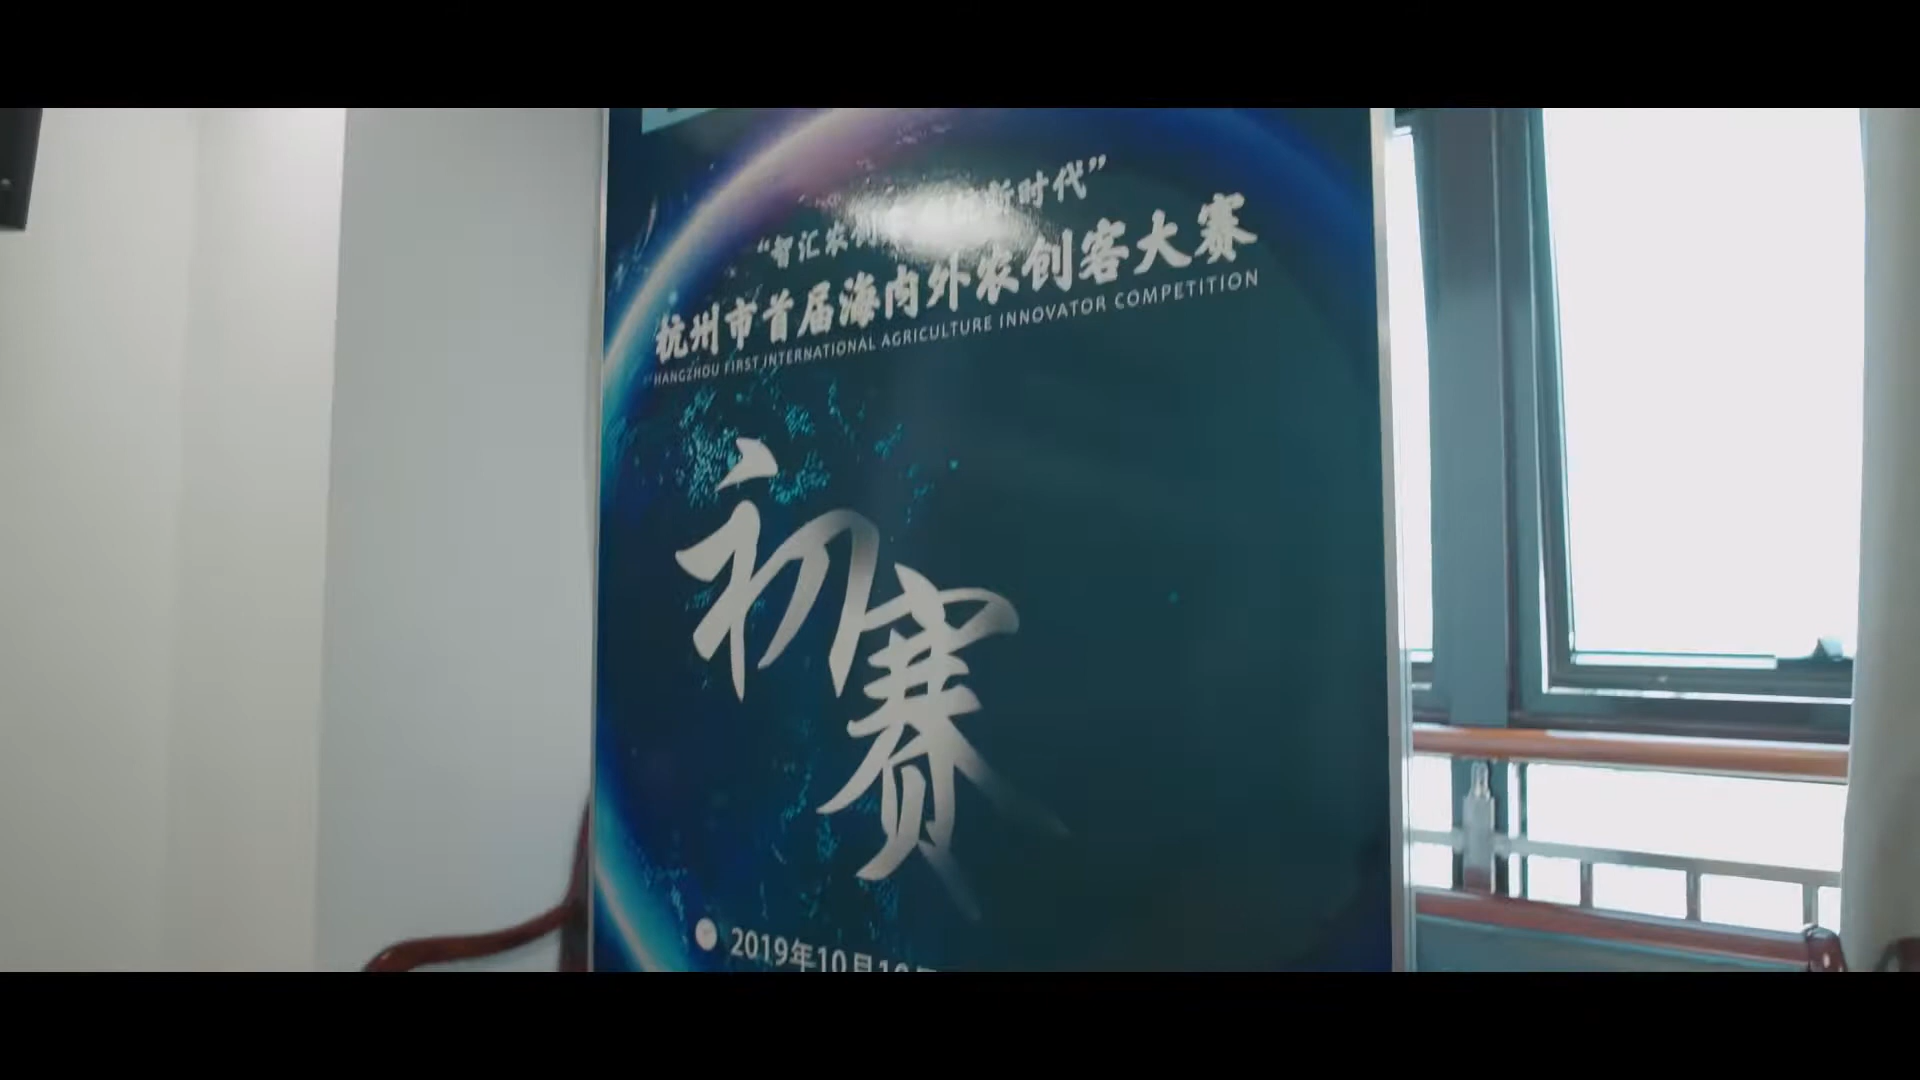 “智汇农创 新时代”
杭州市首届海内外农创客大赛
HANGZHOU FIRST INTERNATIONAL AGRICULTURE INNOVATOR COMPETITION
初赛
2019年10月